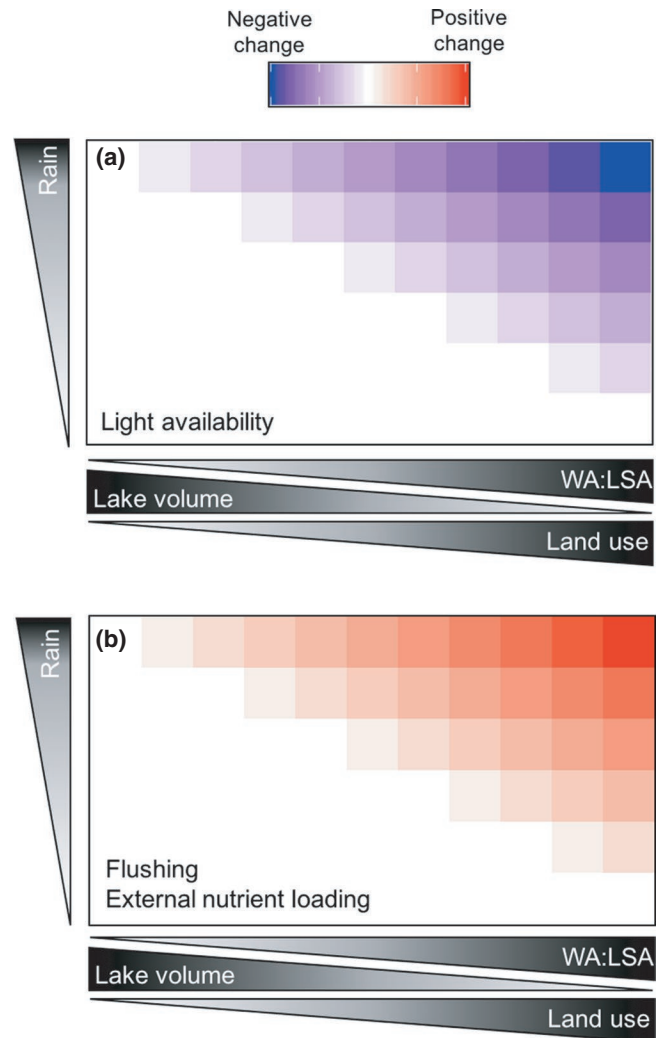 Negative change
Positive change
(a)
Rain
Light availability
WA:LSA
Lake volume
Land use
(b)
Rain
Flushing
External nutrient loading
WA:LSA
Lake volume
Land use